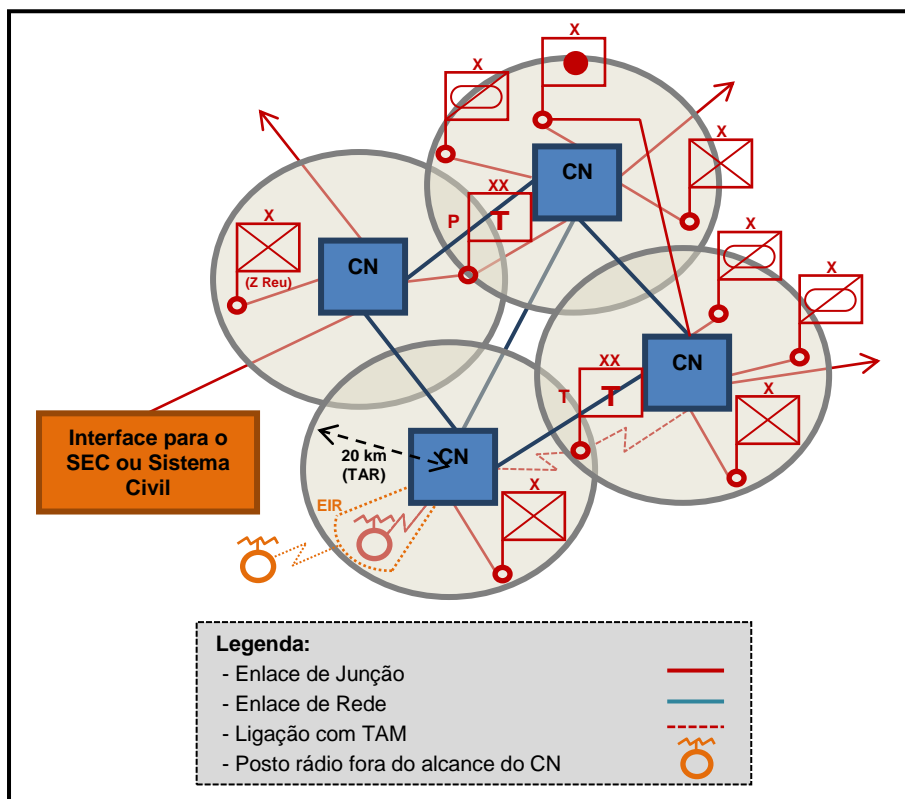 X
X
CN
X
XX
P
T
X
CN
(Z Reu)
X
X
CN
XX
T
T
X
Interface para o
SEC ou Sistema
Civil
20 km
(TAR)
CN
EIR
X
Legenda:
- Enlace de Junção
- Enlace de Rede
- Ligação com TAM
- Posto rádio fora do alcance do CN